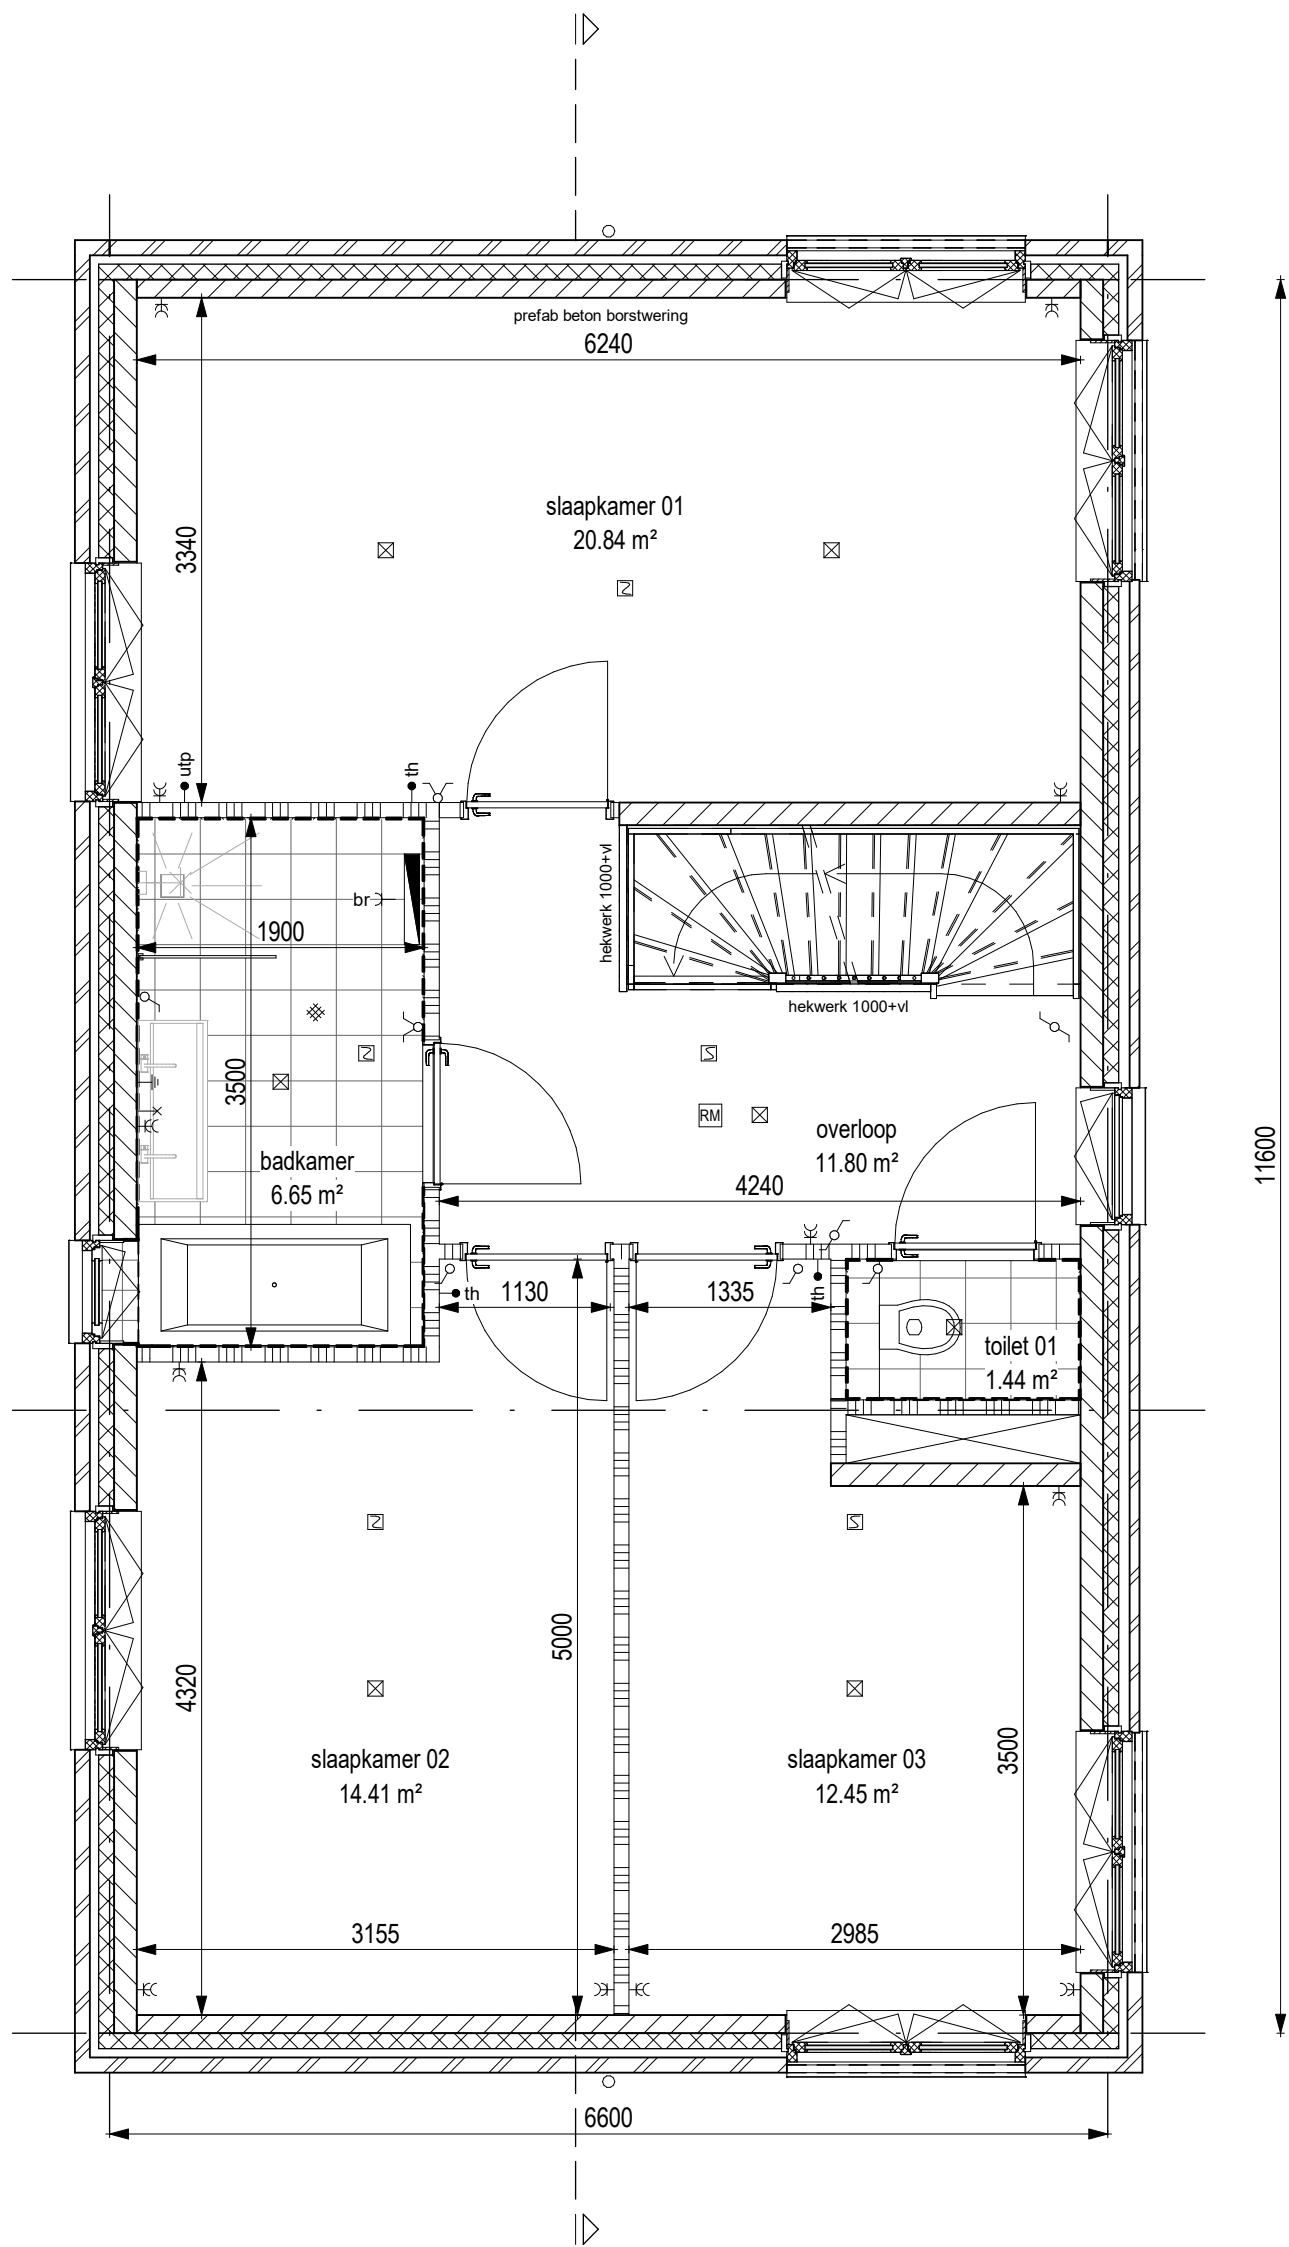 prefab beton borstwering
6240
slaapkamer 01
20.84 m²
3340
utp
th
hekwerk 1000+vl
br
1900
hekwerk 1000+vl
3500
RM
overloop
11.80 m²
11600
badkamer
6.65 m²
4240
th
1130
1335
th
toilet 01
1.44 m²
5000
4320
3500
slaapkamer 02
14.41 m²
slaapkamer 03
12.45 m²
3155
2985
6600